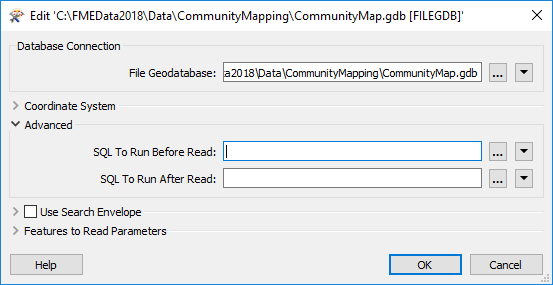 Edit 'C:\FMEData2018\Data\CommunityMapping\CommunityMap.gdb [FILEGDB]'
Database Connection
File Geodatabase: a2018\Data\CommunityMapping\CommunityMap.gdb ...
Coordinate System
Advanced
SQL To Run Before Read: ...
SQL To Run After Read: ...
Use Search Envelope
Features to Read Parameters
Help OK Cancel